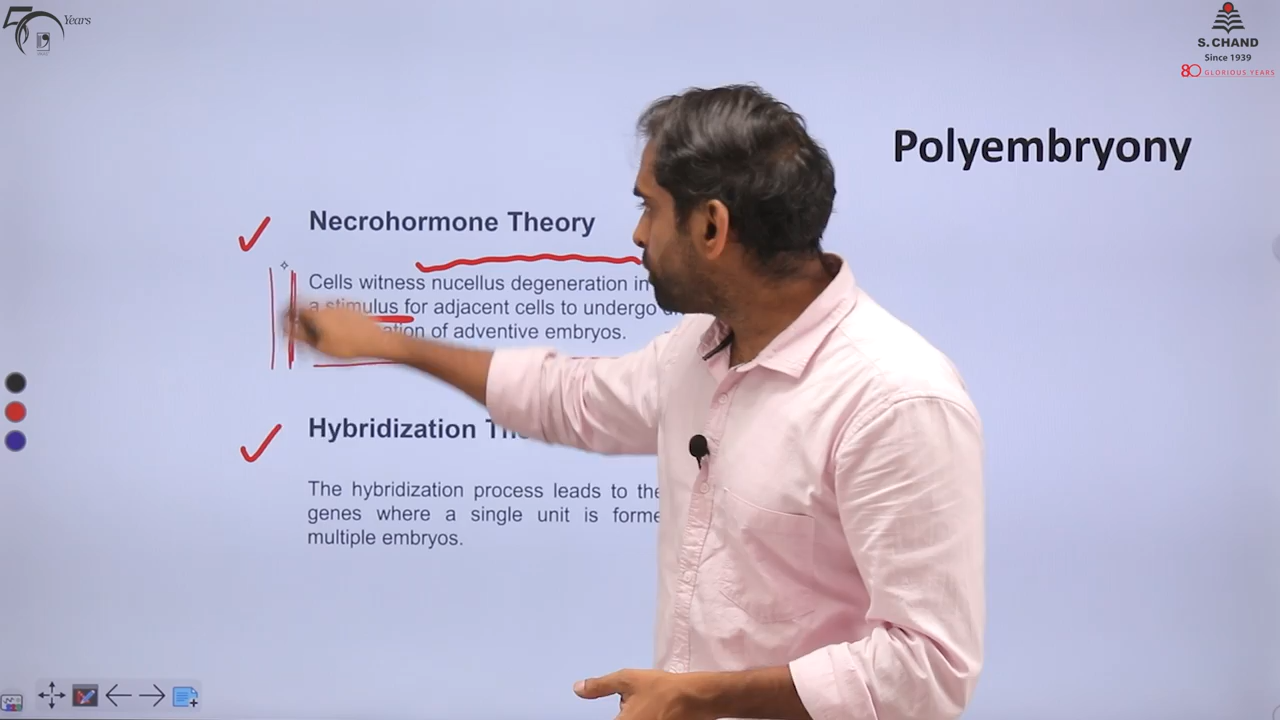 50 Years
S. CHAND
Since 1939
80 GLORIOUS YEARS
Polyembryony
Necrohormone Theory
Cells witness nucellus degeneration in
a stimulus for adjacent cells to undergo
of adventive embryos.
Hybridization
The hybridization process leads to the
genes where a single unit is
multiple embryos.